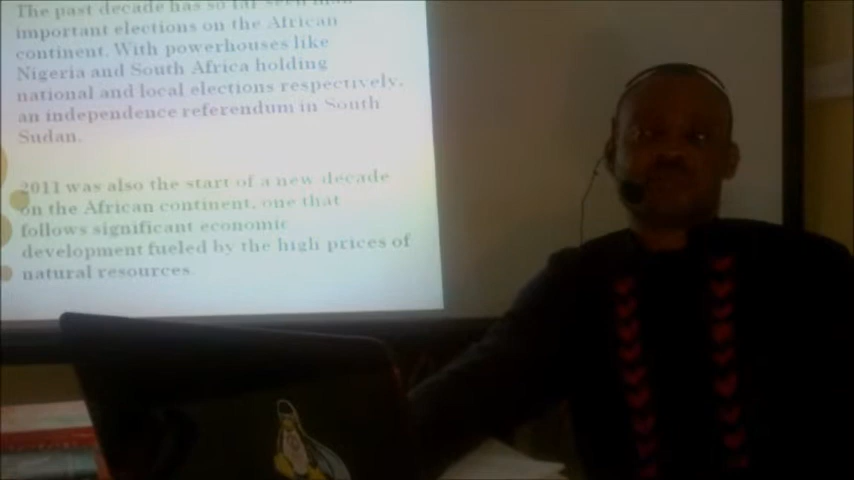 The past decade has so far seen many
important elections on the African
continent. With powerhouses like
Nigeria and South Africa holding
national and local elections respectively,
an independence referendum in South
Sudan.
2011 was also the start of a new decade
on the African continent, one that
follows significant economic
development fueled by the high prices of
natural resources.